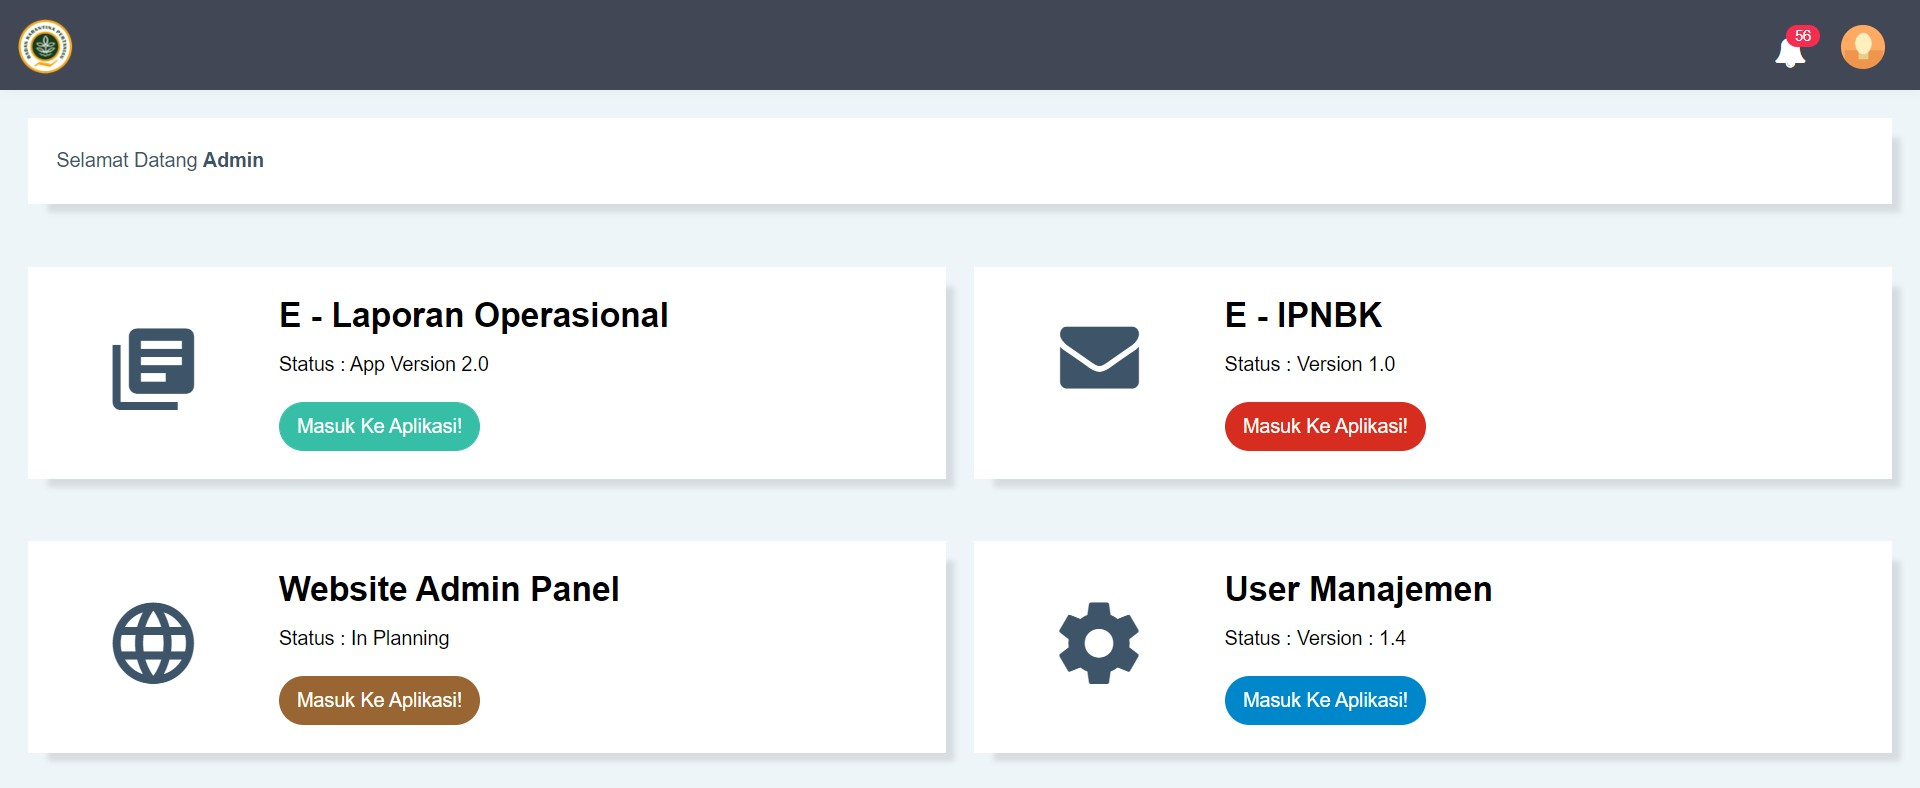 56
Selamat Datang Admin
E - Laporan Operasional
Status : App Version 2.0
Masuk Ke Aplikasi!
E - IPNBK
Status : Version 1.0
Masuk Ke Aplikasi!
Website Admin Panel
Status : In Planning
Masuk Ke Aplikasi!
User Manajemen
Status : Version : 1.4
Masuk Ke Aplikasi!